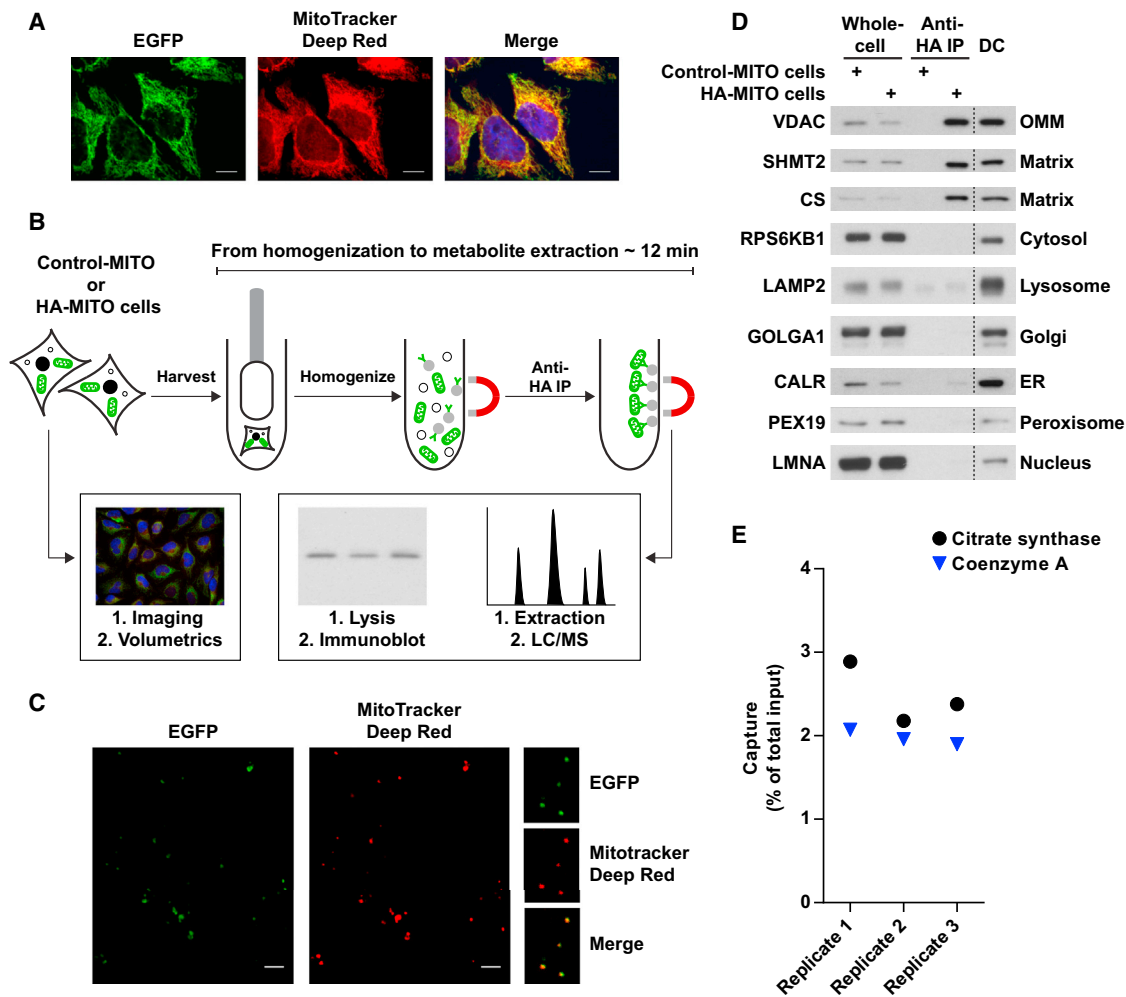 A
EGFP
MitoTracker
Deep Red
Merge
B
From homogenization to metabolite extraction ~ 12 min
Control-MITO
or
HA-MITO cells
Harvest
Homogenize
Anti-
HA IP
1. Imaging
2. Volumetrics
1. Lysis
2. Immunoblot
1. Extraction
2. LC/MS
C
EGFP
MitoTracker
Deep Red
EGFP
Mitotracker
Deep Red
Merge
D
Whole-
cell
Anti-
HA IP
DC
Control-MITO cells + +
HA-MITO cells + +
VDAC OMM
SHMT2 Matrix
CS Matrix
RPS6KB1 Cytosol
LAMP2 Lysosome
GOLGA1 Golgi
CALR ER
PEX19 Peroxisome
LMNA Nucleus
E
Citrate synthase
Coenzyme A
Capture
(% of total input)
4
3
2
1
0
Replicate 1
Replicate 2
Replicate 3